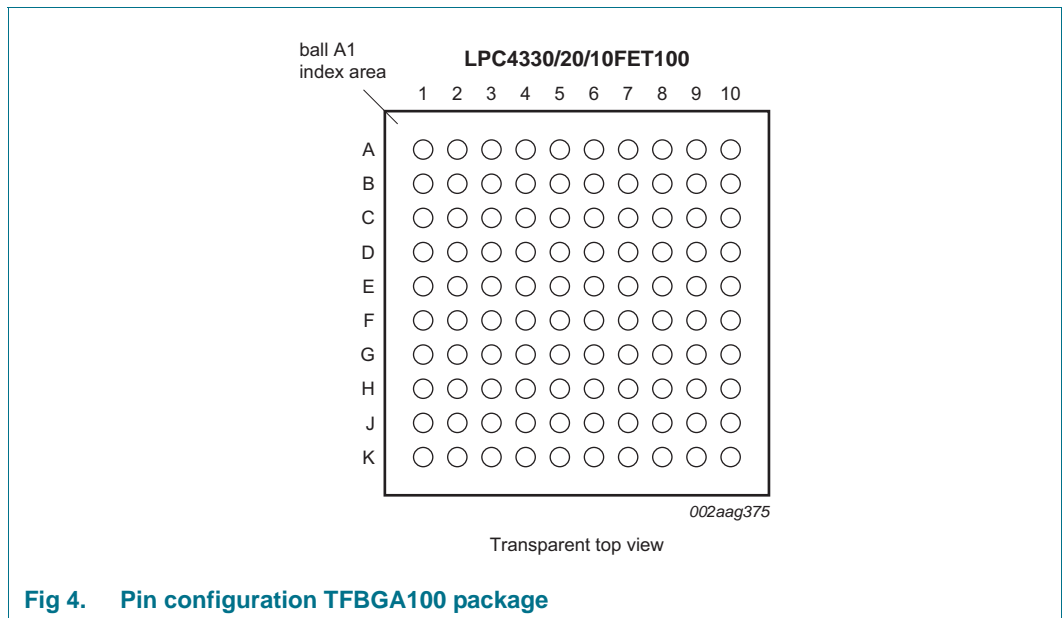 ball A1
index area
LPC4330/20/10FET100
1 2 3 4 5 6 7 8 9 10
A
B
C
D
E
F
G
H
J
K
002aag375
Transparent top view
Fig 4. Pin configuration TFBGA100 package